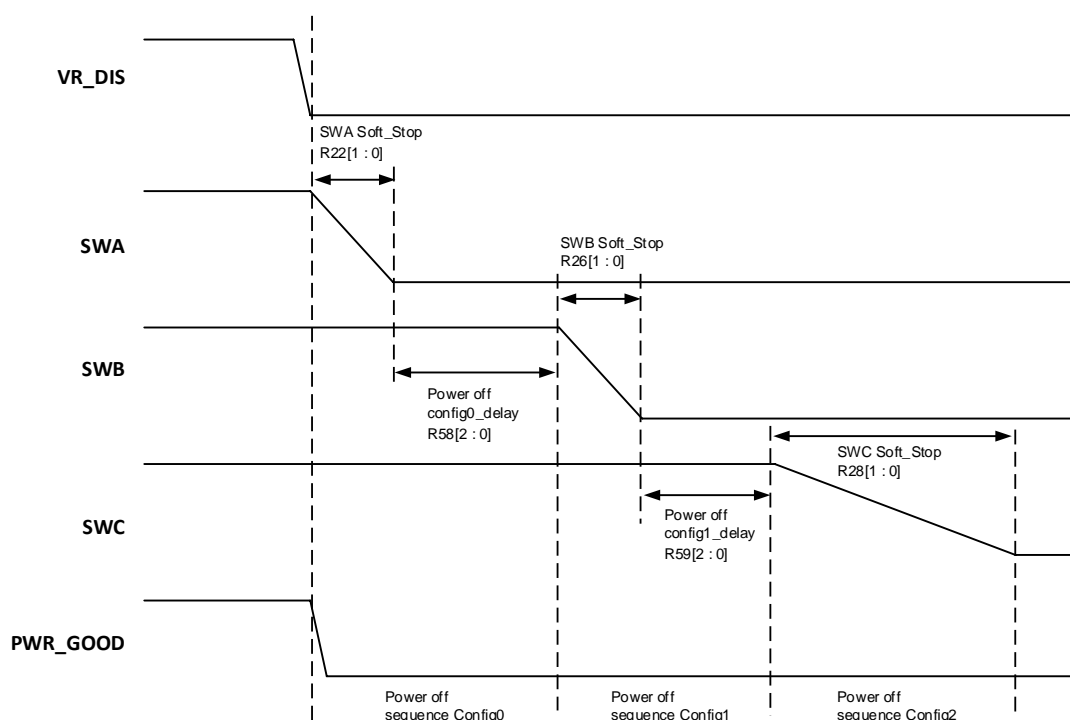 VR_DIS
SWA Soft_Stop
R22[1 : 0]
SWA
SWB Soft_Stop
R26[1 : 0]
SWB
Power off
config0_delay
R58[2 : 0]
SWC Soft_Stop
R28[1 : 0]
SWC
Power off
config1_delay
R59[2 : 0]
PWR_GOOD
Power off
sequence Config0
Power off
sequence Config1
Power off
sequence Config2